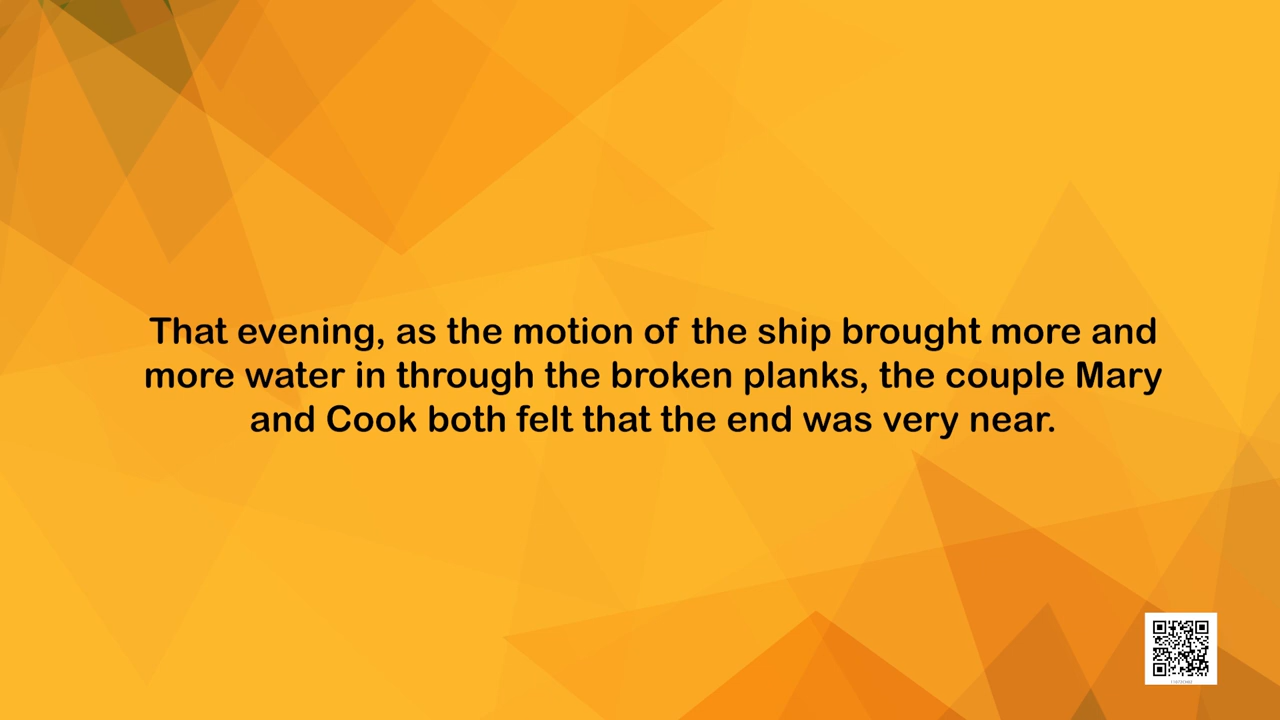 That evening, as the motion of the ship brought more and
more water in through the broken planks, the couple Mary
and Cook both felt that the end was very near.